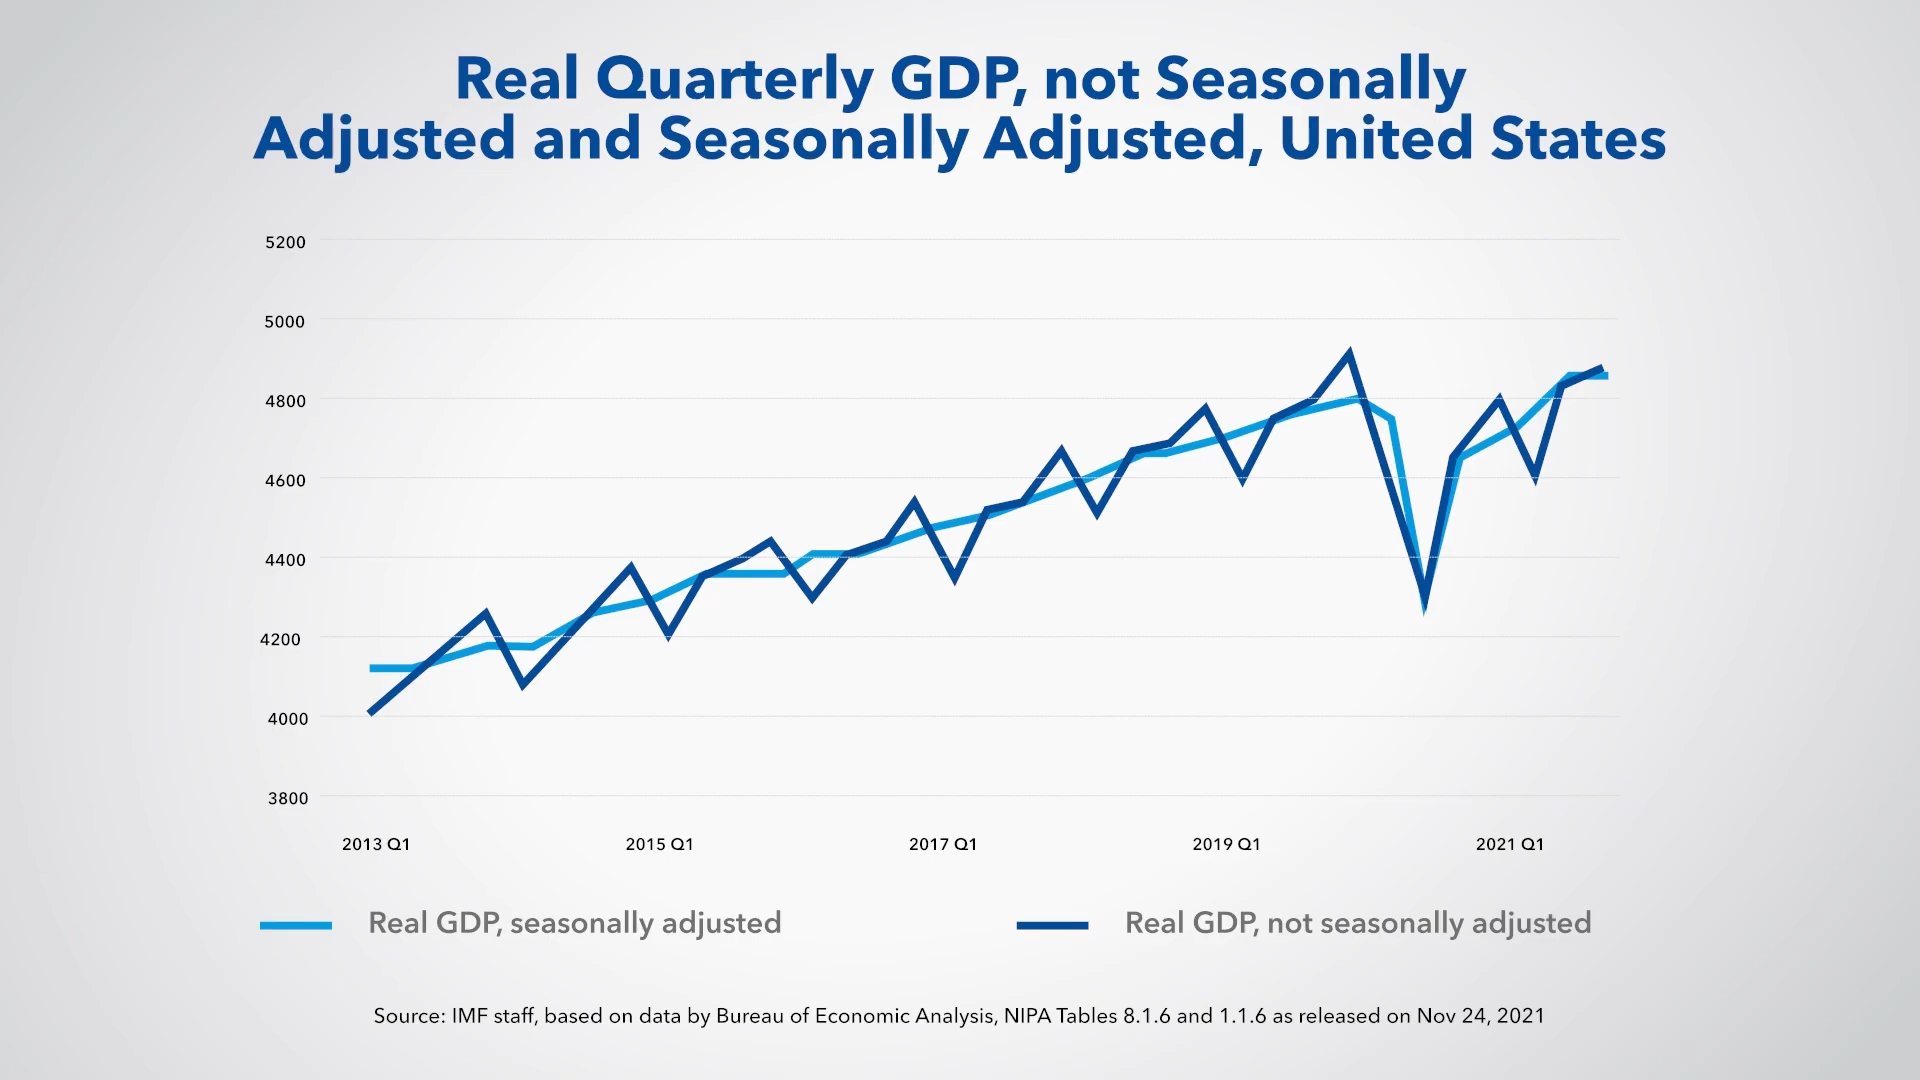 Real Quarterly GDP, not Seasonally
Adjusted and Seasonally Adjusted, United States
5200
5000
4800
4600
4400
4200
4000
3800
2013 Q1 2015 Q1 2017 Q1 2019 Q1 2021 Q1
Real GDP, seasonally adjusted Real GDP, not seasonally adjusted
Source: IMF staff, based on data by Bureau of Economic Analysis, NIPA Tables 8.1.6 and 1.1.6 as released on Nov 24, 2021